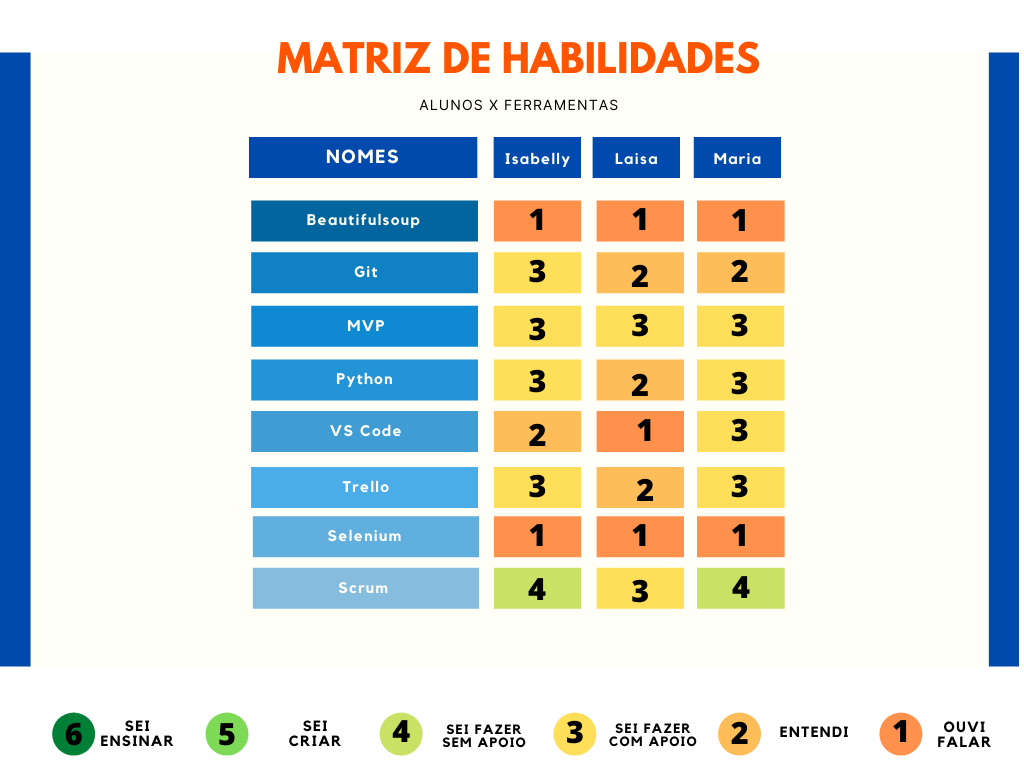 MATRIZ DE HABILIDADES
ALUNOS X FERRAMENTAS
NOMES Isabelly Laisa Maria
Beautifulsoup 1 1 1
Git 3 2 2
MVP 3 3 3
Python 3 2 3
VS Code 2 1 3
Trello 3 2 3
Selenium 1 1 1
Scrum 4 3 4
6 SEI ENSINAR 5 SEI CRIAR 4 SEI FAZER SEM APOIO 3 SEI FAZER COM APOIO 2 ENTENDI 1 OUVI FALAR